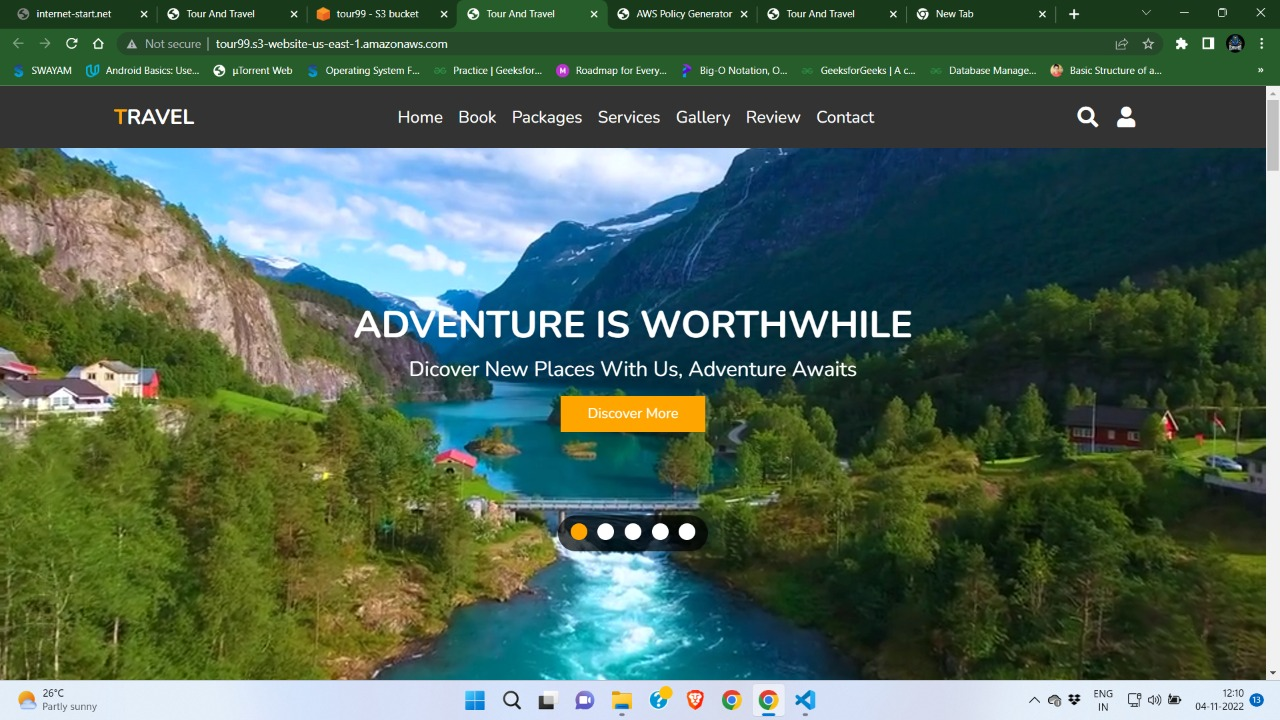 internet-start.net
Tour And Travel
tour99 - S3 bucket
Tour And Travel
AWS Policy Generator
Tour And Travel
New Tab
Not secure
tour99.s3-website-us-east-1.amazonaws.com
SWAYAM
Android Basics: Use...
µTorrent Web
Operating System F...
Practice | Geeksfor...
Roadmap for Every...
Big-O Notation, O...
GeeksforGeeks | A c...
Database Manage...
Basic Structure of a...
»
TRAVEL
Home
Book
Packages
Services
Gallery
Review
Contact
ADVENTURE IS WORTHWHILE
Dicover New Places With Us, Adventure Awaits
Discover More
26°C
Partly sunny
ENG
IN
12:10
04-11-2022
13